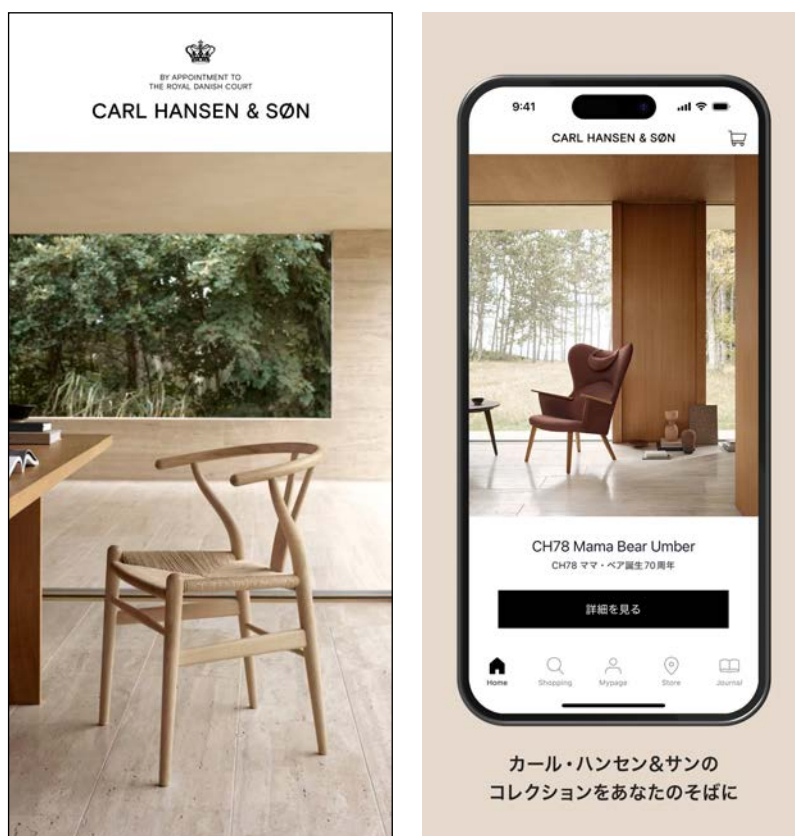 BY APPOINTMENT TO
THE ROYAL DANISH COURT
CARL HANSEN & SØN
9:41
CARL HANSEN & SØN
CH78 Mama Bear Umber
CH78 ママ・ベア誕生70周年
詳細を見る
Home
Shopping
Mypage
Store
Journal
カール・ハンセン&サンの
コレクションをあなたのそばに